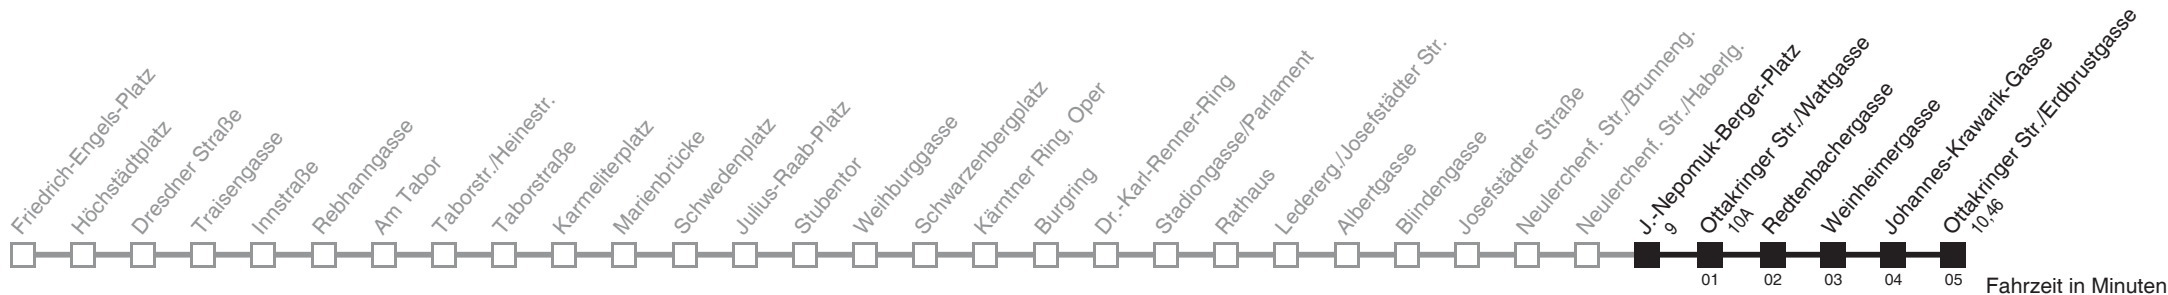 Friedrich-Engels-Platz
Höchstädtplatz
Dresdner Straße
Traisengasse
Innstraße
Rebhanngasse
Am Tabor
Taborstr./Heinestr.
Taborstraße
Karmeliterplatz
Marienbrücke
Schwedenplatz
Julius-Raab-Platz
Stubentor
Weihburggasse
Schwarzenbergplatz
Kärntner Ring, Oper
Burgring
Dr.-Karl-Renner-Ring
Stadiongasse/Parlament
Rathaus
Ledererg./Josefstädter Str.
Albertgasse
Blindengasse
Josefstädter Straße
Neulerchenf. Str./Brunneng.
Neulerchenf. Str./Haberlg.
J.-Nepomuk-Berger-Platz
9
Ottakringer Str./Wattgasse
10A
Redtenbachergasse
Weinheimergasse
Johannes-Krawarik-Gasse
Ottakringer Str./Erdbrustgasse
10,46
01
02
03
04
05
Fahrzeit in Minuten